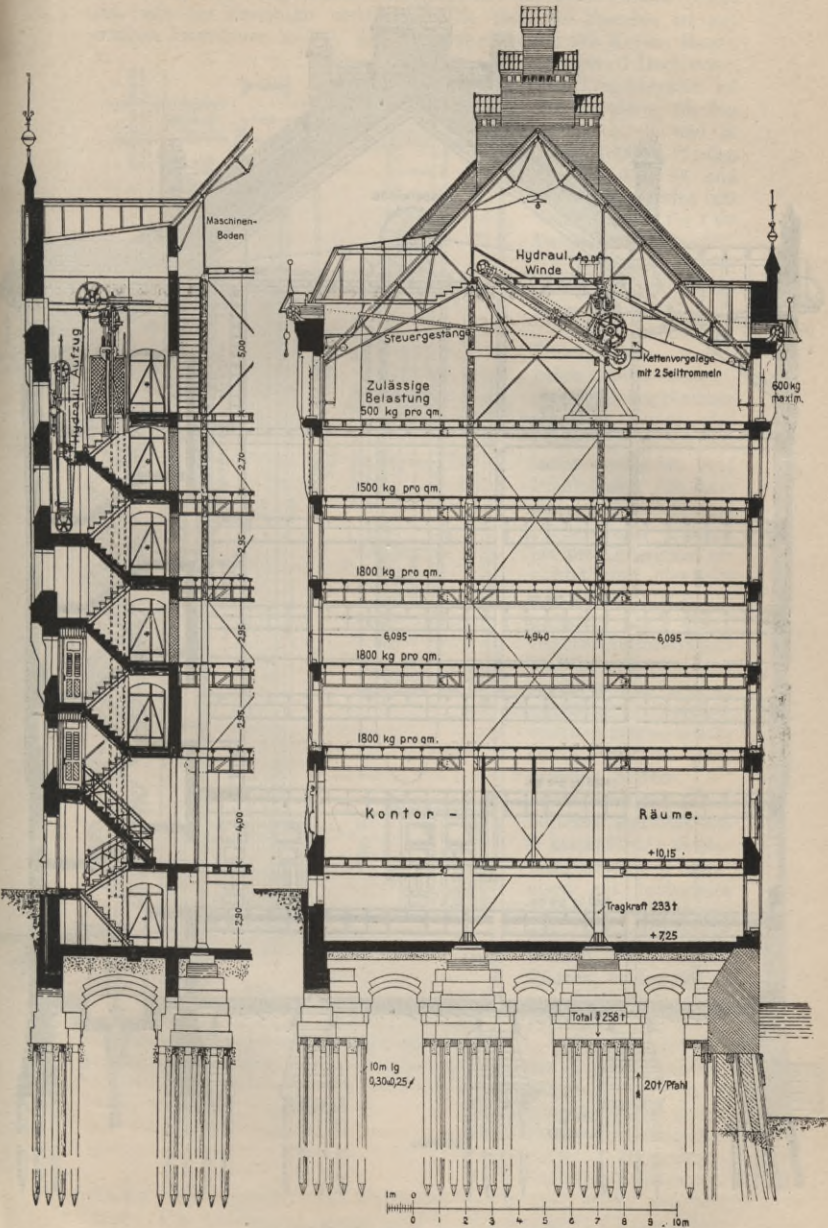 Maschinen-
Boden
Hydraul.
Winde
Steuergestänge
Kettenvorgelege
mit 2 Seiltrommeln
600 kg
maxim.
Hydraul. Aufzug
5,00
Zulässige
Belastung
500 kg pro qm.
2,70
1500 kg pro qm.
2,95
1800 kg pro qm.
2,95
6,095
4,940
6,095
1800 kg pro qm.
2,95
1800 kg pro qm.
4,00
Kontor -
Räume.
+10,15
2,90
Tragkraft 233 t
+7,25
Total 258 t
10m lg
20t/Pfahl
1m 0
0 1 2 3 4 5 6 7 8 9 10m